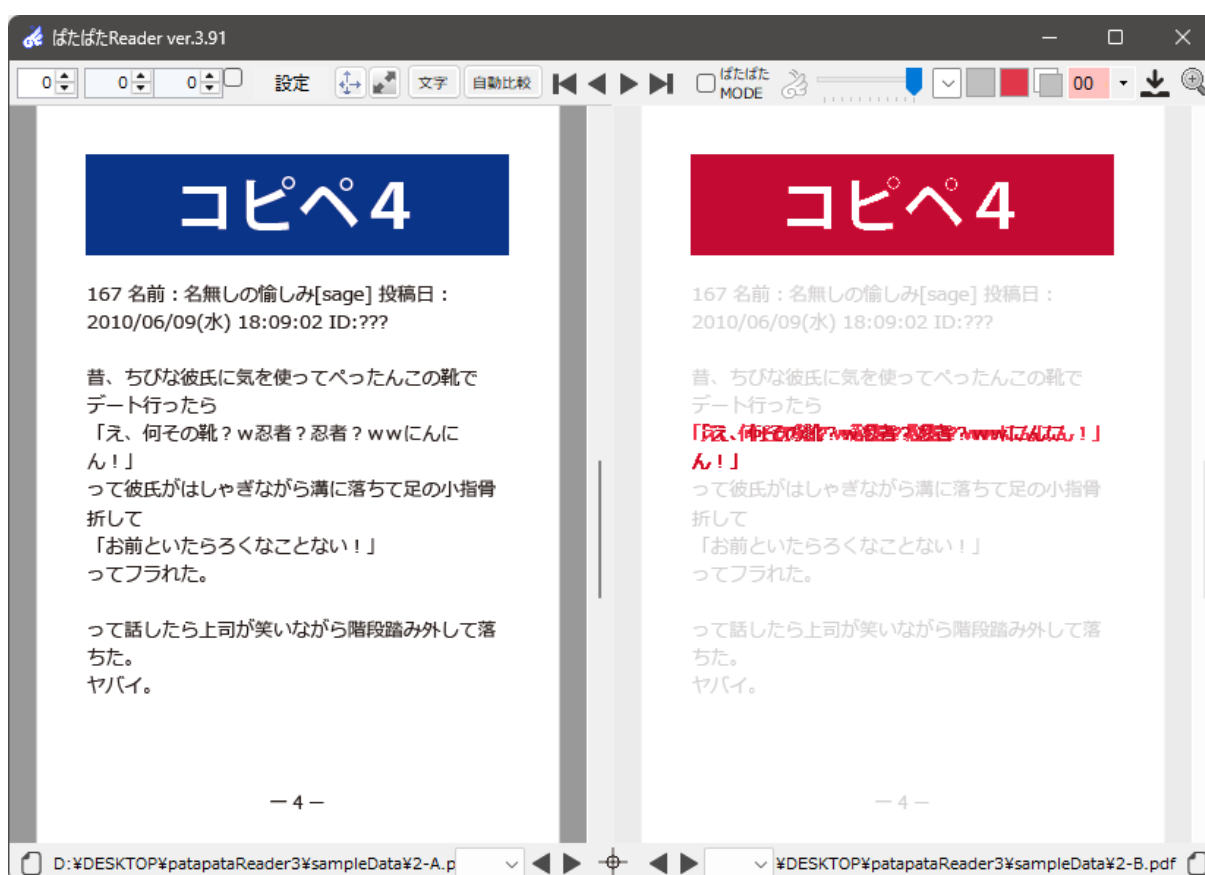 ぱたぱたReader ver.3.91
0 0 0 設定 文字 自動比較 ぱたぱた MODE 00
コピペ4
167 名前：名無しの愉しみ[sage] 投稿日：
2010/06/09(水) 18:09:02 ID:???
昔、ちびな彼氏に気を使ってぺったんこの靴で
デート行ったら
「え、何その靴？ｗ忍者？忍者？ｗｗにんに
ん！」
って彼氏がはしゃぎながら溝に落ちて足の小指骨
折して
「お前といたらろくなことない！」
ってフラれた。
って話したら上司が笑いながら階段踏み外して落
ちた。
ヤバイ。
― 4 ―
コピペ4
167 名前：名無しの愉しみ[sage] 投稿日：
2010/06/09(水) 18:09:02 ID:???
昔、ちびな彼氏に気を使ってぺったんこの靴で
デート行ったら
ん！」
って彼氏がはしゃぎながら溝に落ちて足の小指骨
折して
「お前といたらろくなことない！」
ってフラれた。
って話したら上司が笑いながら階段踏み外して落
ちた。
ヤバイ。
― 4 ―
D:¥DESKTOP¥patapataReader3¥sampleData¥2-A.p
¥DESKTOP¥patapataReader3¥sampleData¥2-B.pdf